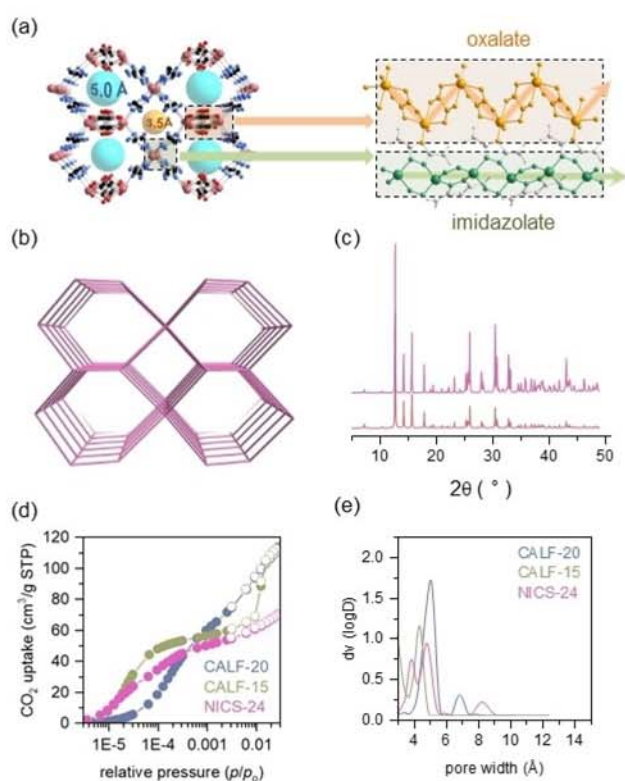 (a)
oxalate
5.0 Å
3.5Å
imidazolate
(b)
(c)
10 20 30 40 50
2θ ( ° )
(d)
120
100
80
60
40
20
0
CO₂ uptake (cm³/g STP)
CALF-20
CALF-15
NICS-24
1E-5 1E-4 0.001 0.01
relative pressure (p/p₀)
(e)
2.0
1.5
1.0
0.5
0.0
dv (logD)
CALF-20
CALF-15
NICS-24
4 6 8 10 12 14
pore width (Å)